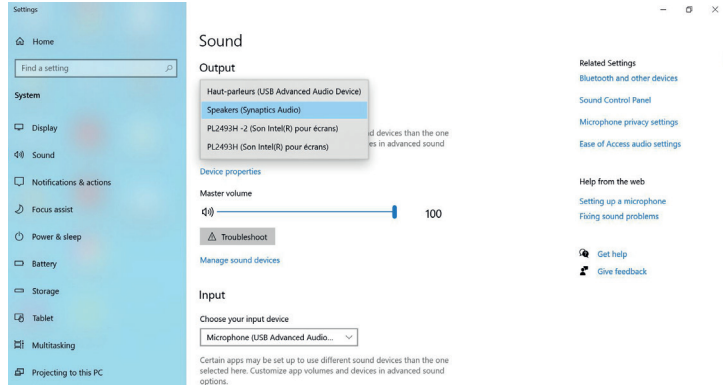 Settings
Home
Find a setting
System
Display
Sound
Notifications & actions
Focus assist
Power & sleep
Battery
Storage
Tablet
Multitasking
Projecting to this PC
Sound
Output
Haut-parleurs (USB Advanced Audio Device)
Speakers (Synaptics Audio)
PL2493H -2 (Son Intel(R) pour écrans)
PL2493H (Son Intel(R) pour écrans)
d devices than the one
es in advanced sound
Device properties
Master volume
100
Troubleshoot
Manage sound devices
Input
Choose your input device
Microphone (USB Advanced Audio...
Certain apps may be set up to use different sound devices than the one
selected here. Customize app volumes and devices in advanced sound
options.
Related Settings
Bluetooth and other devices
Sound Control Panel
Microphone privacy settings
Ease of Access audio settings
Help from the web
Setting up a microphone
Fixing sound problems
Get help
Give feedback